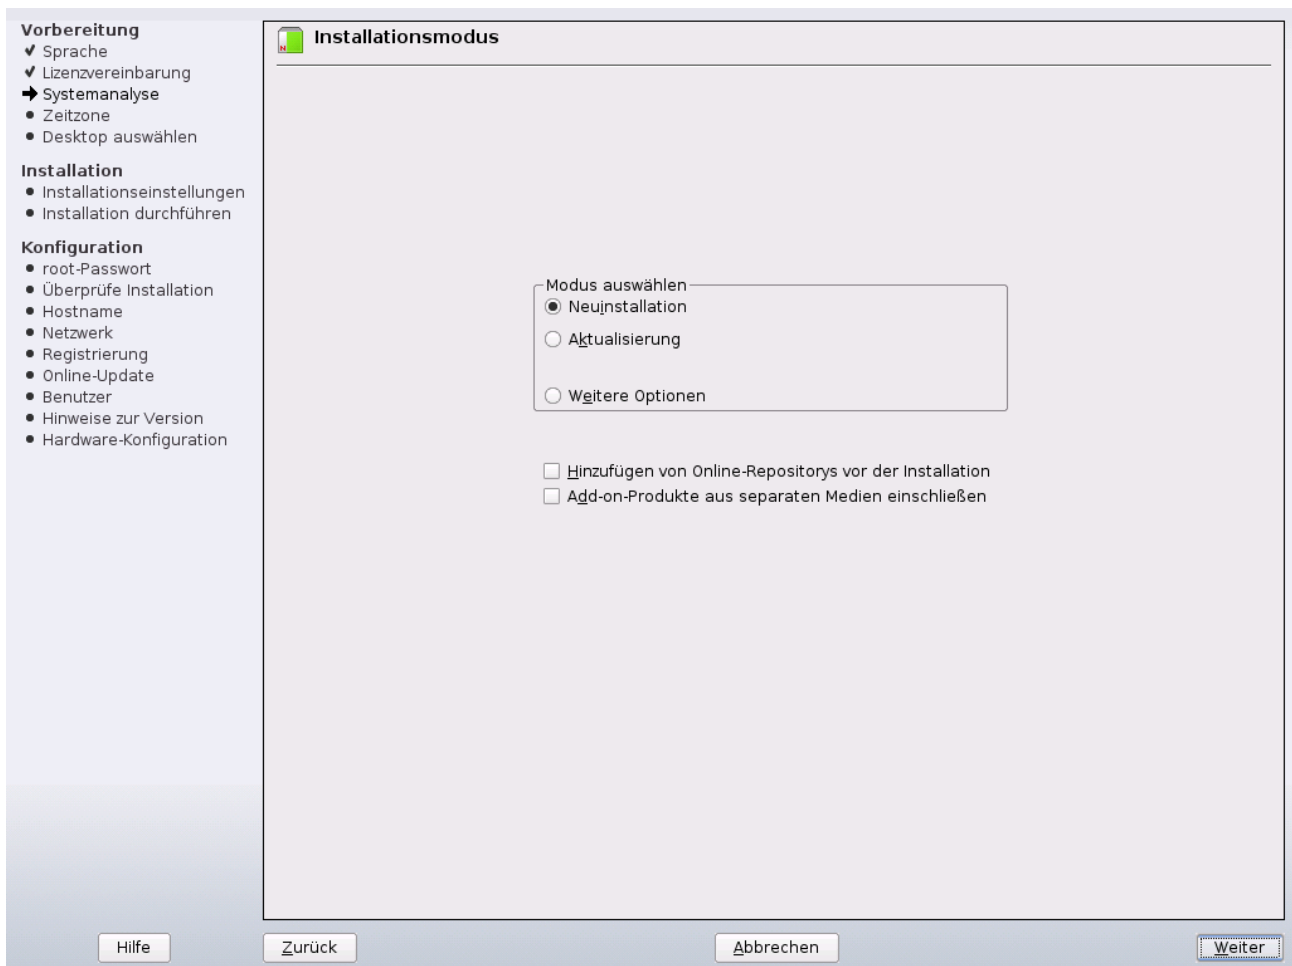 Vorbereitung
Sprache
Lizenzvereinbarung
Systemanalyse
Zeitzone
Desktop auswählen
Installation
Installationseinstellungen
Installation durchführen
Konfiguration
root-Passwort
Überprüfe Installation
Hostname
Netzwerk
Registrierung
Online-Update
Benutzer
Hinweise zur Version
Hardware-Konfiguration
N
Installationsmodus
Modus auswählen
Neuinstallation
Aktualisierung
Weitere Optionen
Hinzufügen von Online-Repositorys vor der Installation
Add-on-Produkte aus separaten Medien einschließen
Hilfe
Zurück
Abbrechen
Weiter